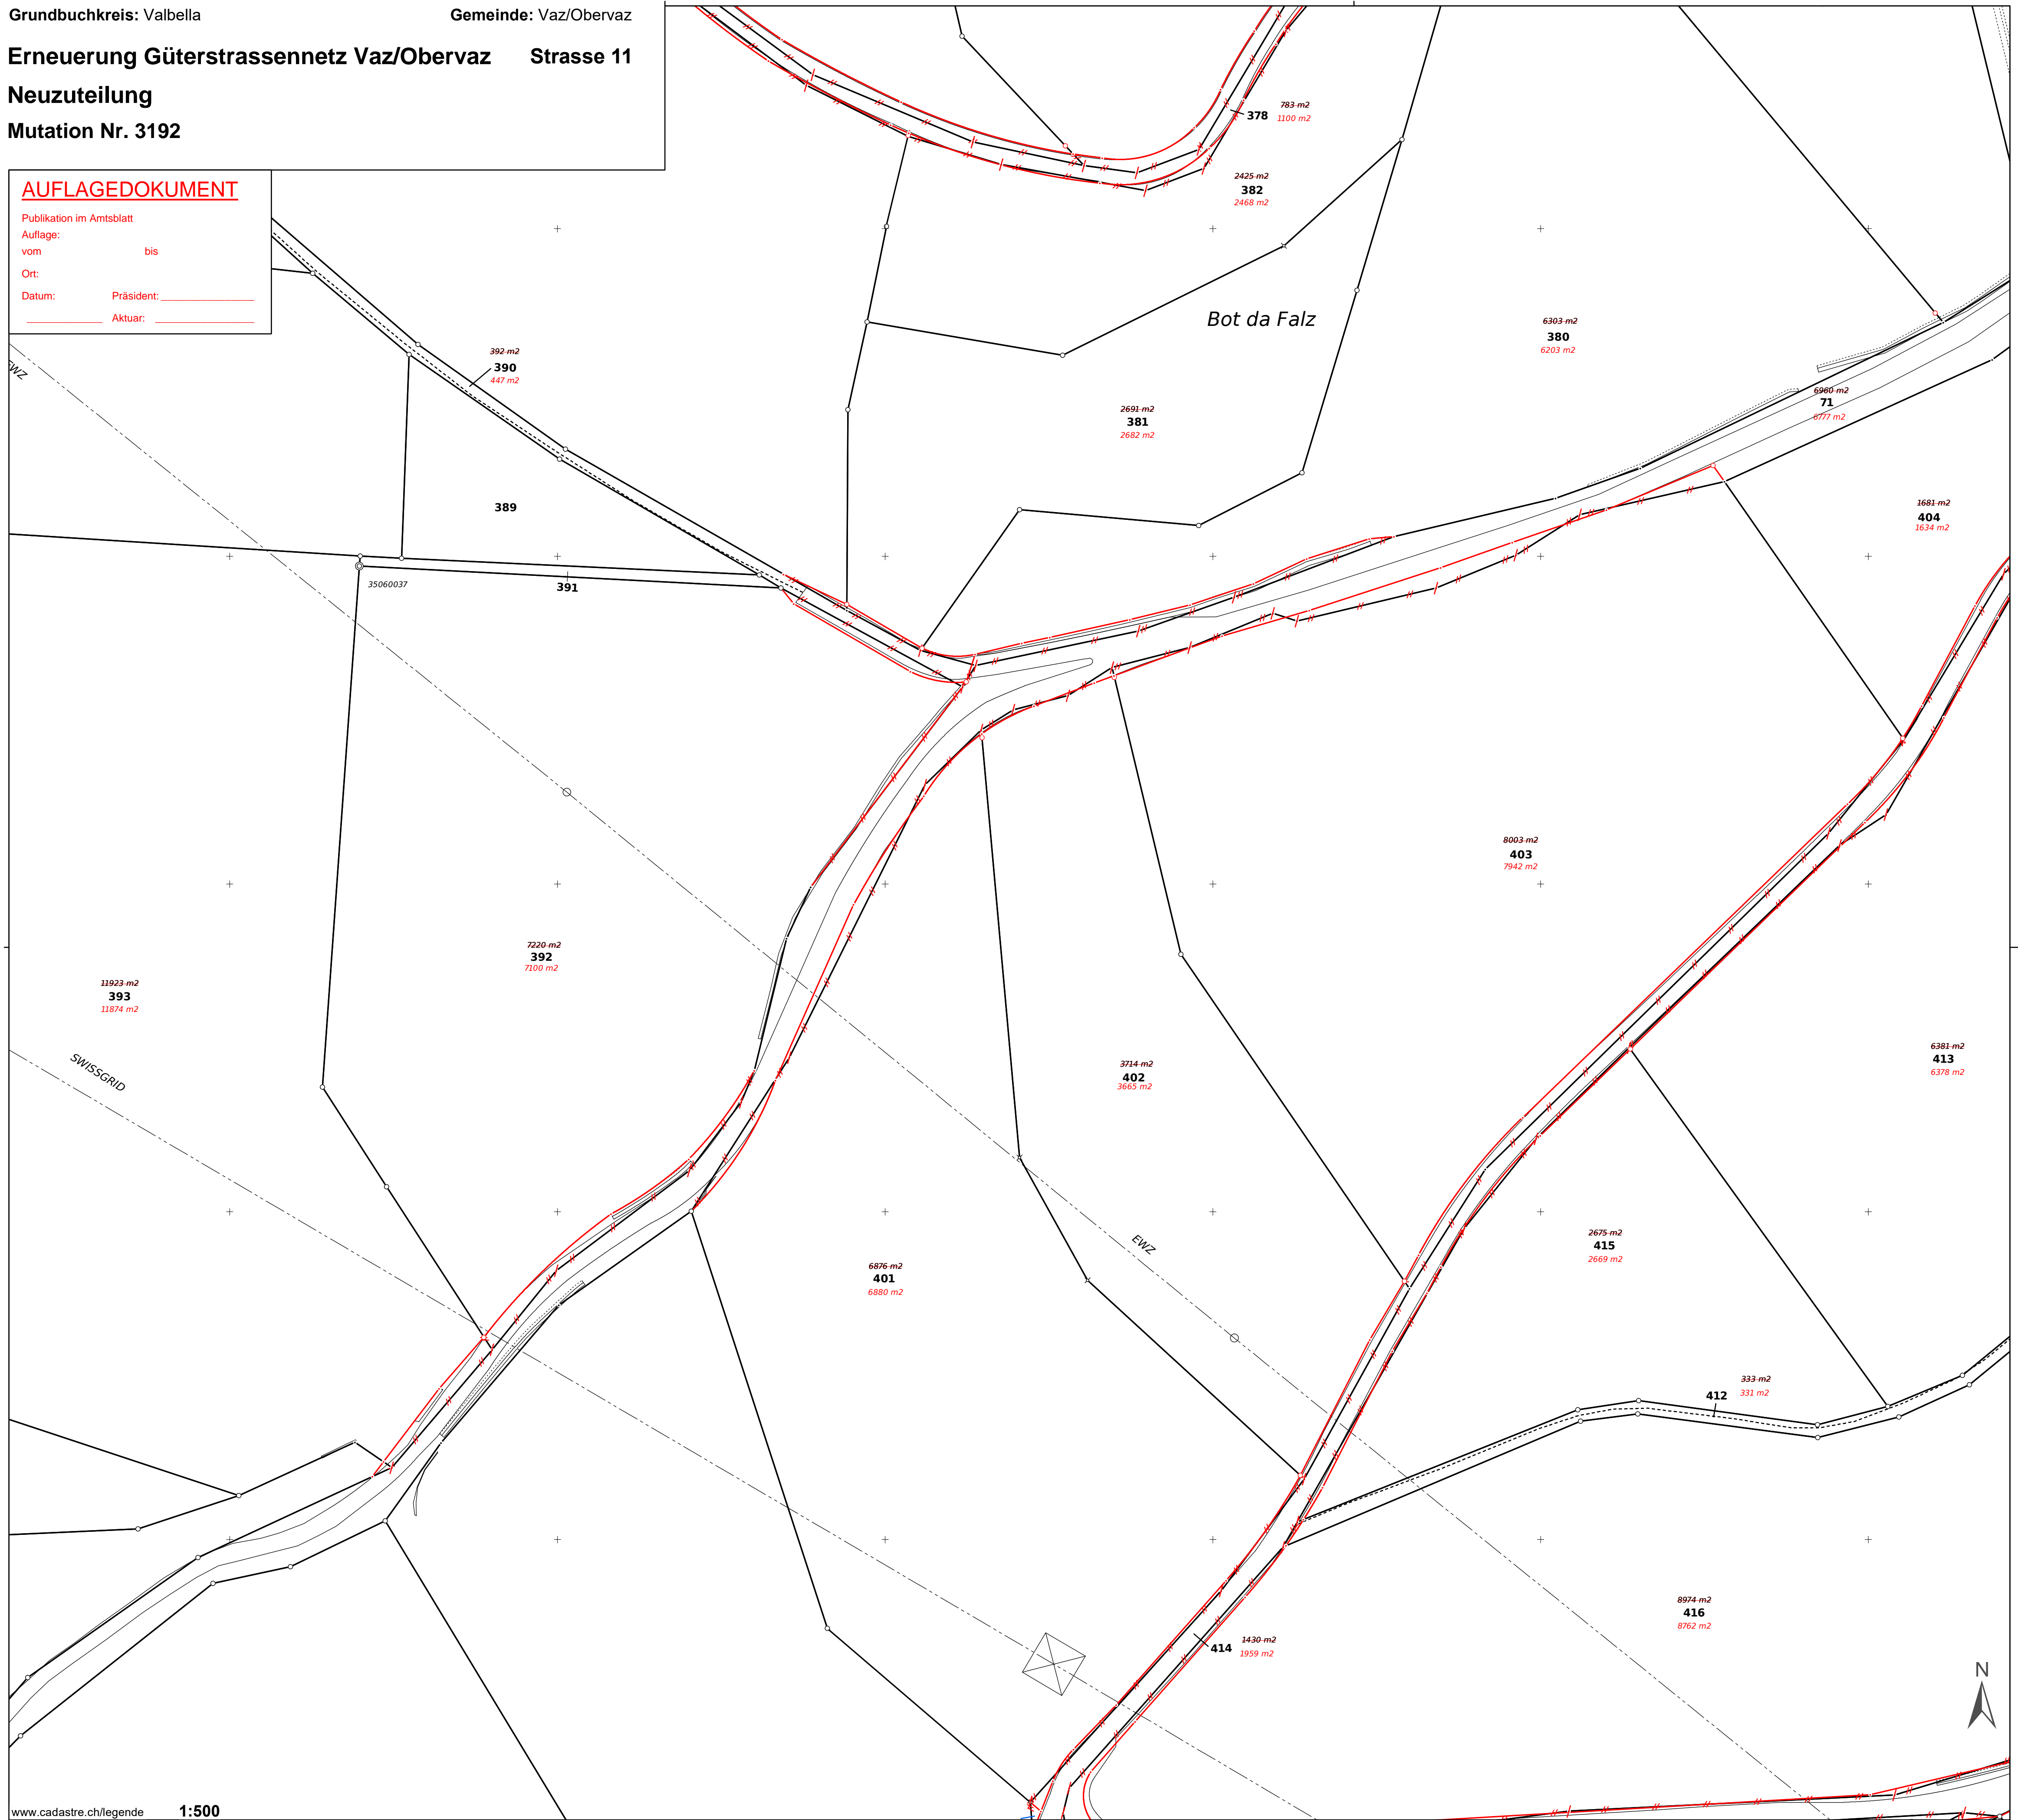 Grundbuchkreis: Valbella
Gemeinde: Vaz/Obervaz
Erneuerung Güterstrassennetz Vaz/Obervaz Strasse 11
Neuzuteilung
Mutation Nr. 3192
AUFLAGEDOKUMENT
Publikation im Amtsblatt
Auflage:
vom bis
Ort:
Datum: Präsident:
Aktuar:
783 m2
378
1100 m2
2425 m2
382
2468 m2
Bot da Falz
6303 m2
380
6203 m2
392 m2
390
447 m2
EWZ
6960 m2
71
6777 m2
2691 m2
381
2682 m2
389
1681 m2
404
1634 m2
35060037
391
8003 m2
403
7942 m2
7220 m2
392
7100 m2
11923 m2
393
11874 m2
SWISSGRID
3714 m2
402
3665 m2
6381 m2
413
6378 m2
EWZ
2675 m2
415
2669 m2
6876 m2
401
6880 m2
333 m2
412
331 m2
8974 m2
416
8762 m2
1430 m2
414
1959 m2
N
www.cadastre.ch/legende
1:500